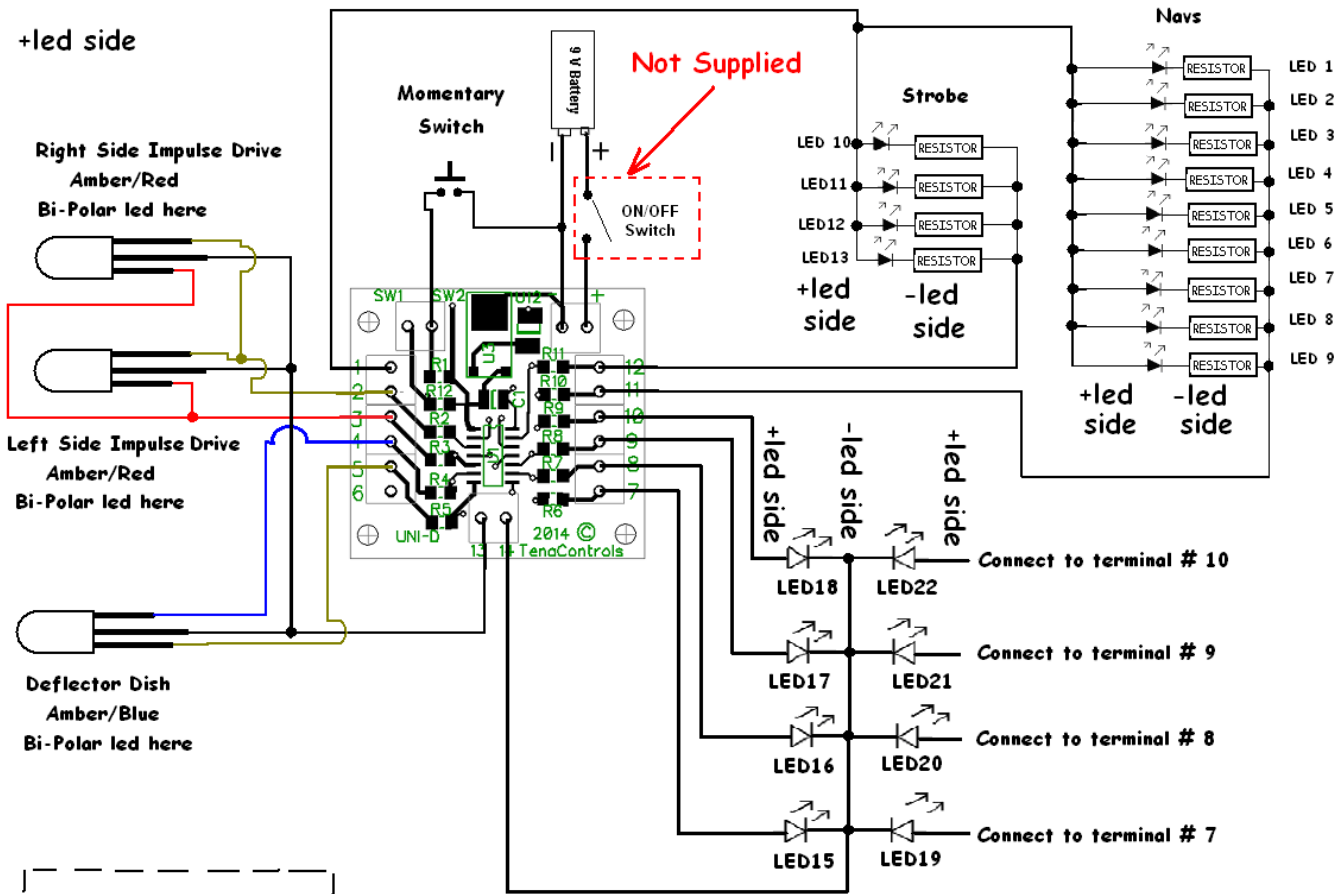 +led side
Momentary
Switch
9 V Battery
Not Supplied
ON/OFF
Switch
Right Side Impulse Drive
Amber/Red
Bi-Polar led here
Left Side Impulse Drive
Amber/Red
Bi-Polar led here
Deflector Dish
Amber/Blue
Bi-Polar led here
Strobe
LED 10 RESISTOR
LED11 RESISTOR
LED12 RESISTOR
LED13 RESISTOR
+led
side
-led
side
Navs
RESISTOR LED 1
RESISTOR LED 2
RESISTOR LED 3
RESISTOR LED 4
RESISTOR LED 5
RESISTOR LED 6
RESISTOR LED 7
RESISTOR LED 8
RESISTOR LED 9
+led
side
-led
side
SW1 SW2 U12 - +
U3
1
2
3
4
5
6
R1
R12
R2
R3
R4
R5
C1
U1
R11
R10
R9
R8
R7
R6
12
11
10
9
8
7
UNI-D
13 14
2014 ©
TenaControls
+led side
-led side
+led side
LED18 LED22 Connect to terminal # 10
LED17 LED21 Connect to terminal # 9
LED16 LED20 Connect to terminal # 8
LED15 LED19 Connect to terminal # 7